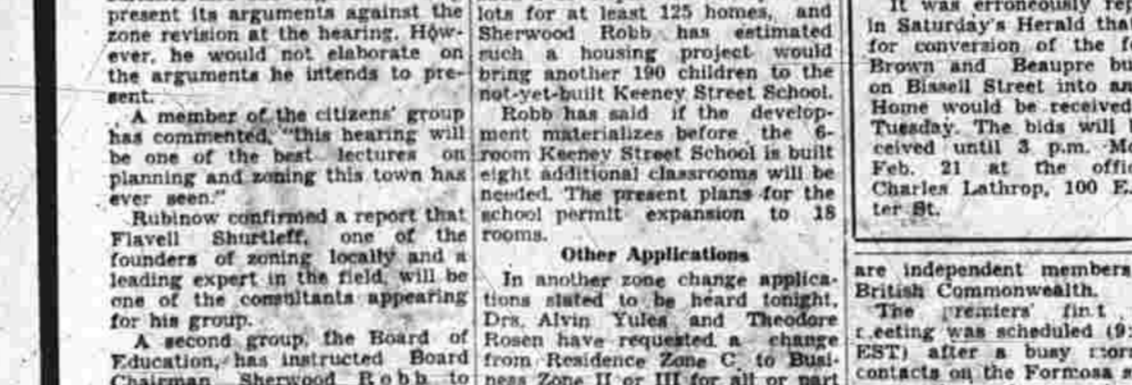 present its arguments against the
zone revision at the hearing. How-
ever, he would not elaborate on
the arguments he intends to pre-
sent.
A member of the citizens' group
has commented, "this hearing will
be one of the best lectures on
planning and zoning this town has
ever seen."
Rubinow confirmed a report that
Flavell Shurtleff, one of the
founders of zoning locally and a
leading expert in the field, will be
one of the consultants appearing
for his group.
A second group, the Board of
Education, has instructed Board
Chairman Sherwood Robb to
lots for at least 125 homes, and
Sherwood Robb has estimated
such a housing project would
bring another 190 children to the
not-yet-built Keeney Street School.
Robb has said if the develop-
ment materializes before the 6-
room Keeney Street School is built
eight additional classrooms will be
needed. The present plans for the
school permit expansion to 18
rooms.
Other Applications
In another zone change applica-
tions slated to be heard tonight,
Drs. Alvin Yules and Theodore
Rosen have requested a change
from Residence Zone C to Busi-
ness Zone II or III for all or part
It was erroneously rep
in Saturday's Herald tha
for conversion of the f
Brown and Beaupre bu
on Bissell Street into an
Home would be received
Tuesday. The bids will
ceived until 3 p.m. Mo
Feb. 21 at the offic
Charles Lathrop, 100 E.
ter St.
are independent members
British Commonwealth.
The premiers' first
meeting was scheduled (9:
EST) after a busy morn
contacts on the Formosa